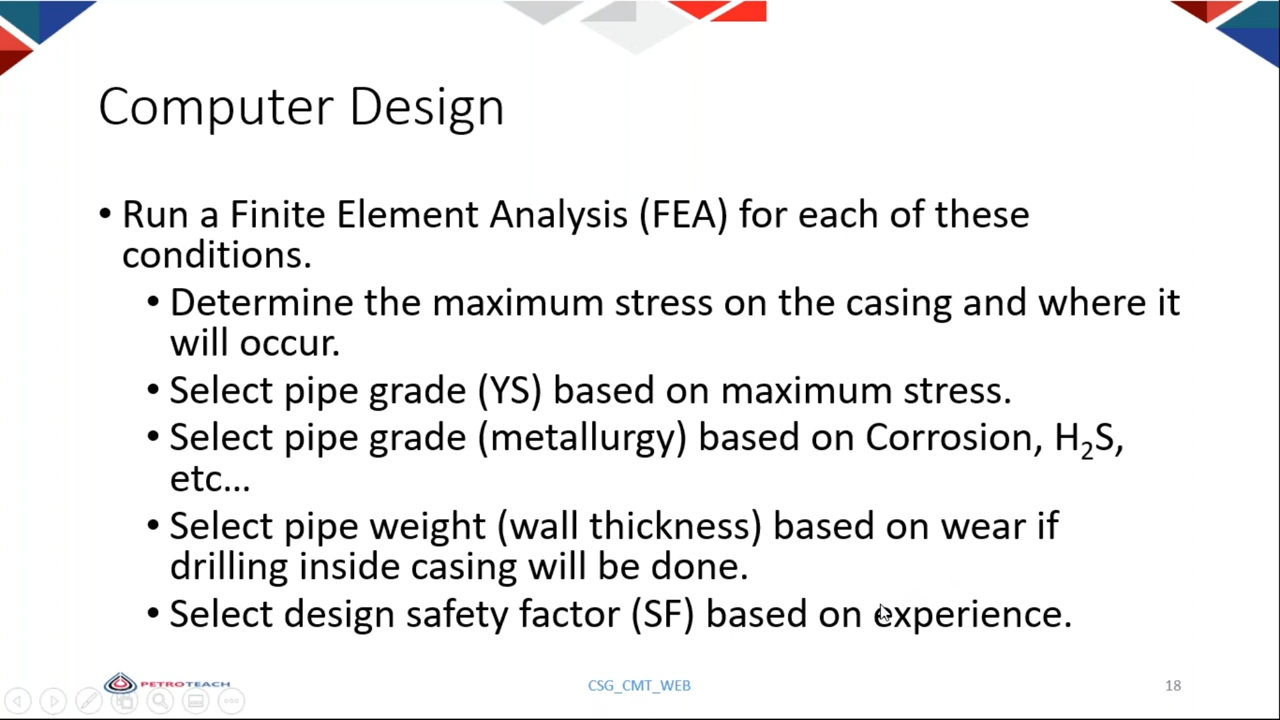 Computer Design
• Run a Finite Element Analysis (FEA) for each of these
conditions.
• Determine the maximum stress on the casing and where it
will occur.
• Select pipe grade (YS) based on maximum stress.
• Select pipe grade (metallurgy) based on Corrosion, H₂S,
etc...
• Select pipe weight (wall thickness) based on wear if
drilling inside casing will be done.
• Select design safety factor (SF) based on experience.
PETROTEACH
CSG_CMT_WEB
18